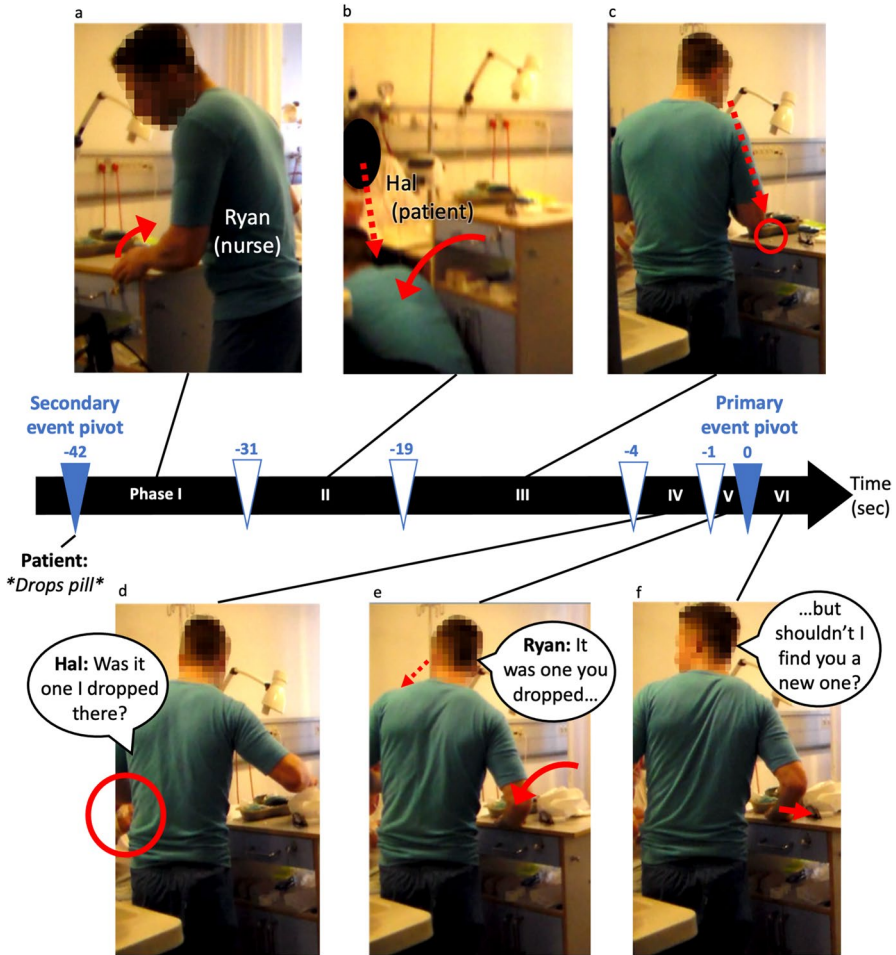 a
b
c
Ryan
(nurse)
Hal
(patient)
Secondary
event pivot
Primary
event pivot
-42
-31
-19
-4
-1
0
Phase I
II
III
IV
V
VI
Time
(sec)
Patient:
*Drops pill*
d
e
f
Hal: Was it
one I dropped
there?
Ryan: It
was one you
dropped…
…but
shouldn’t I
find you a
new one?